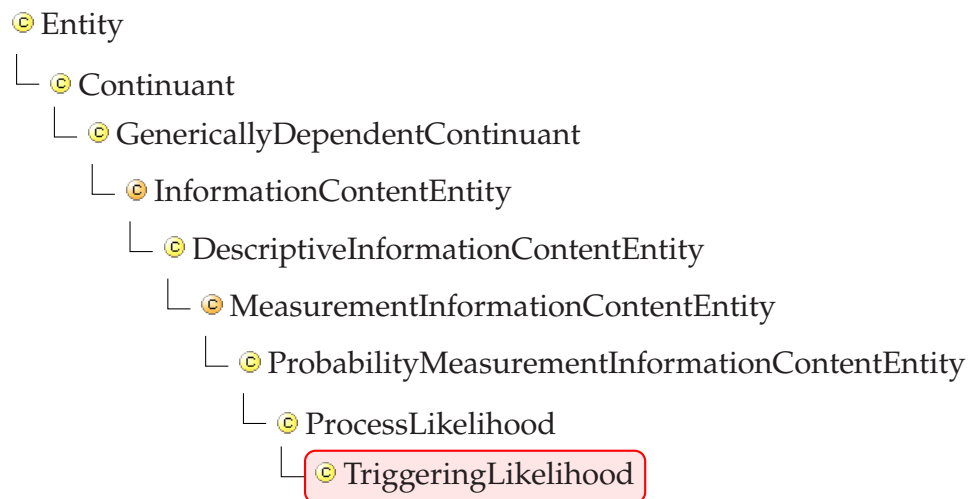 Entity
Continuant
GenericallyDependentContinuant
InformationContentEntity
DescriptiveInformationContentEntity
MeasurementInformationContentEntity
ProbabilityMeasurementInformationContentEntity
ProcessLikelihood
TriggeringLikelihood